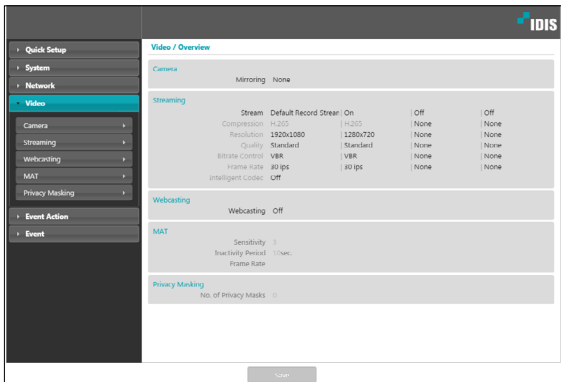 IDIS
Quick Setup
System
Network
Video
Camera
Streaming
Webcasting
MAT
Privacy Masking
Event Action
Event
Video / Overview
Camera
Mirroring None
Streaming
Stream Default Record Stream | On | Off | Off
Compression H.265 | H.265 | None | None
Resolution 1920x1080 | 1280x720 | None | None
Quality Standard | Standard | None | None
Bitrate Control VBR | VBR | None | None
Frame Rate 30 ips | 30 ips | None | None
Intelligent Codec Off
Webcasting
Webcasting Off
MAT
Sensitivity
Inactivity Period 10sec.
Frame Rate
Privacy Masking
No. of Privacy Masks 0